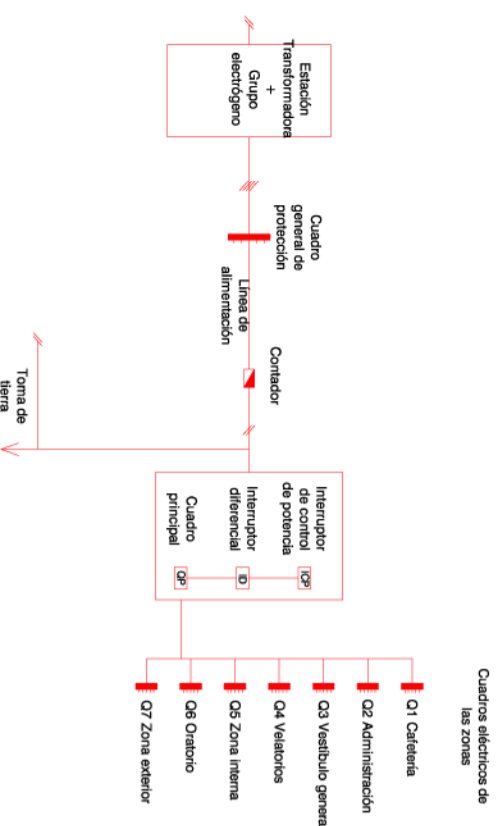 Estación
Transformadora
+
Grupo
electrógeno
Cuadro
general de
protección
Línea de
alimentación
Contador
Toma de
tierra
Interruptor
de control
de potencia
ICP
Interruptor
diferencial
ID
Cuadro
principal
QP
Cuadros eléctricos de
las zonas
Q1 Cafetería
Q2 Administración
Q3 Vestíbulo genera
Q4 Velatorios
Q5 Zona interna
Q6 Oratorio
Q7 Zona exterior